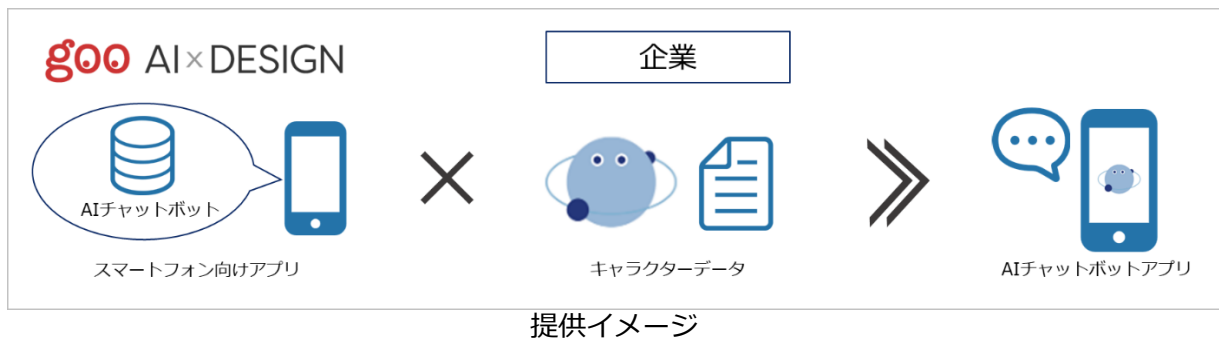 goo AI×DESIGN
企業
AIチャットボット
スマートフォン向けアプリ
キャラクターデータ
AIチャットボットアプリ
提供イメージ